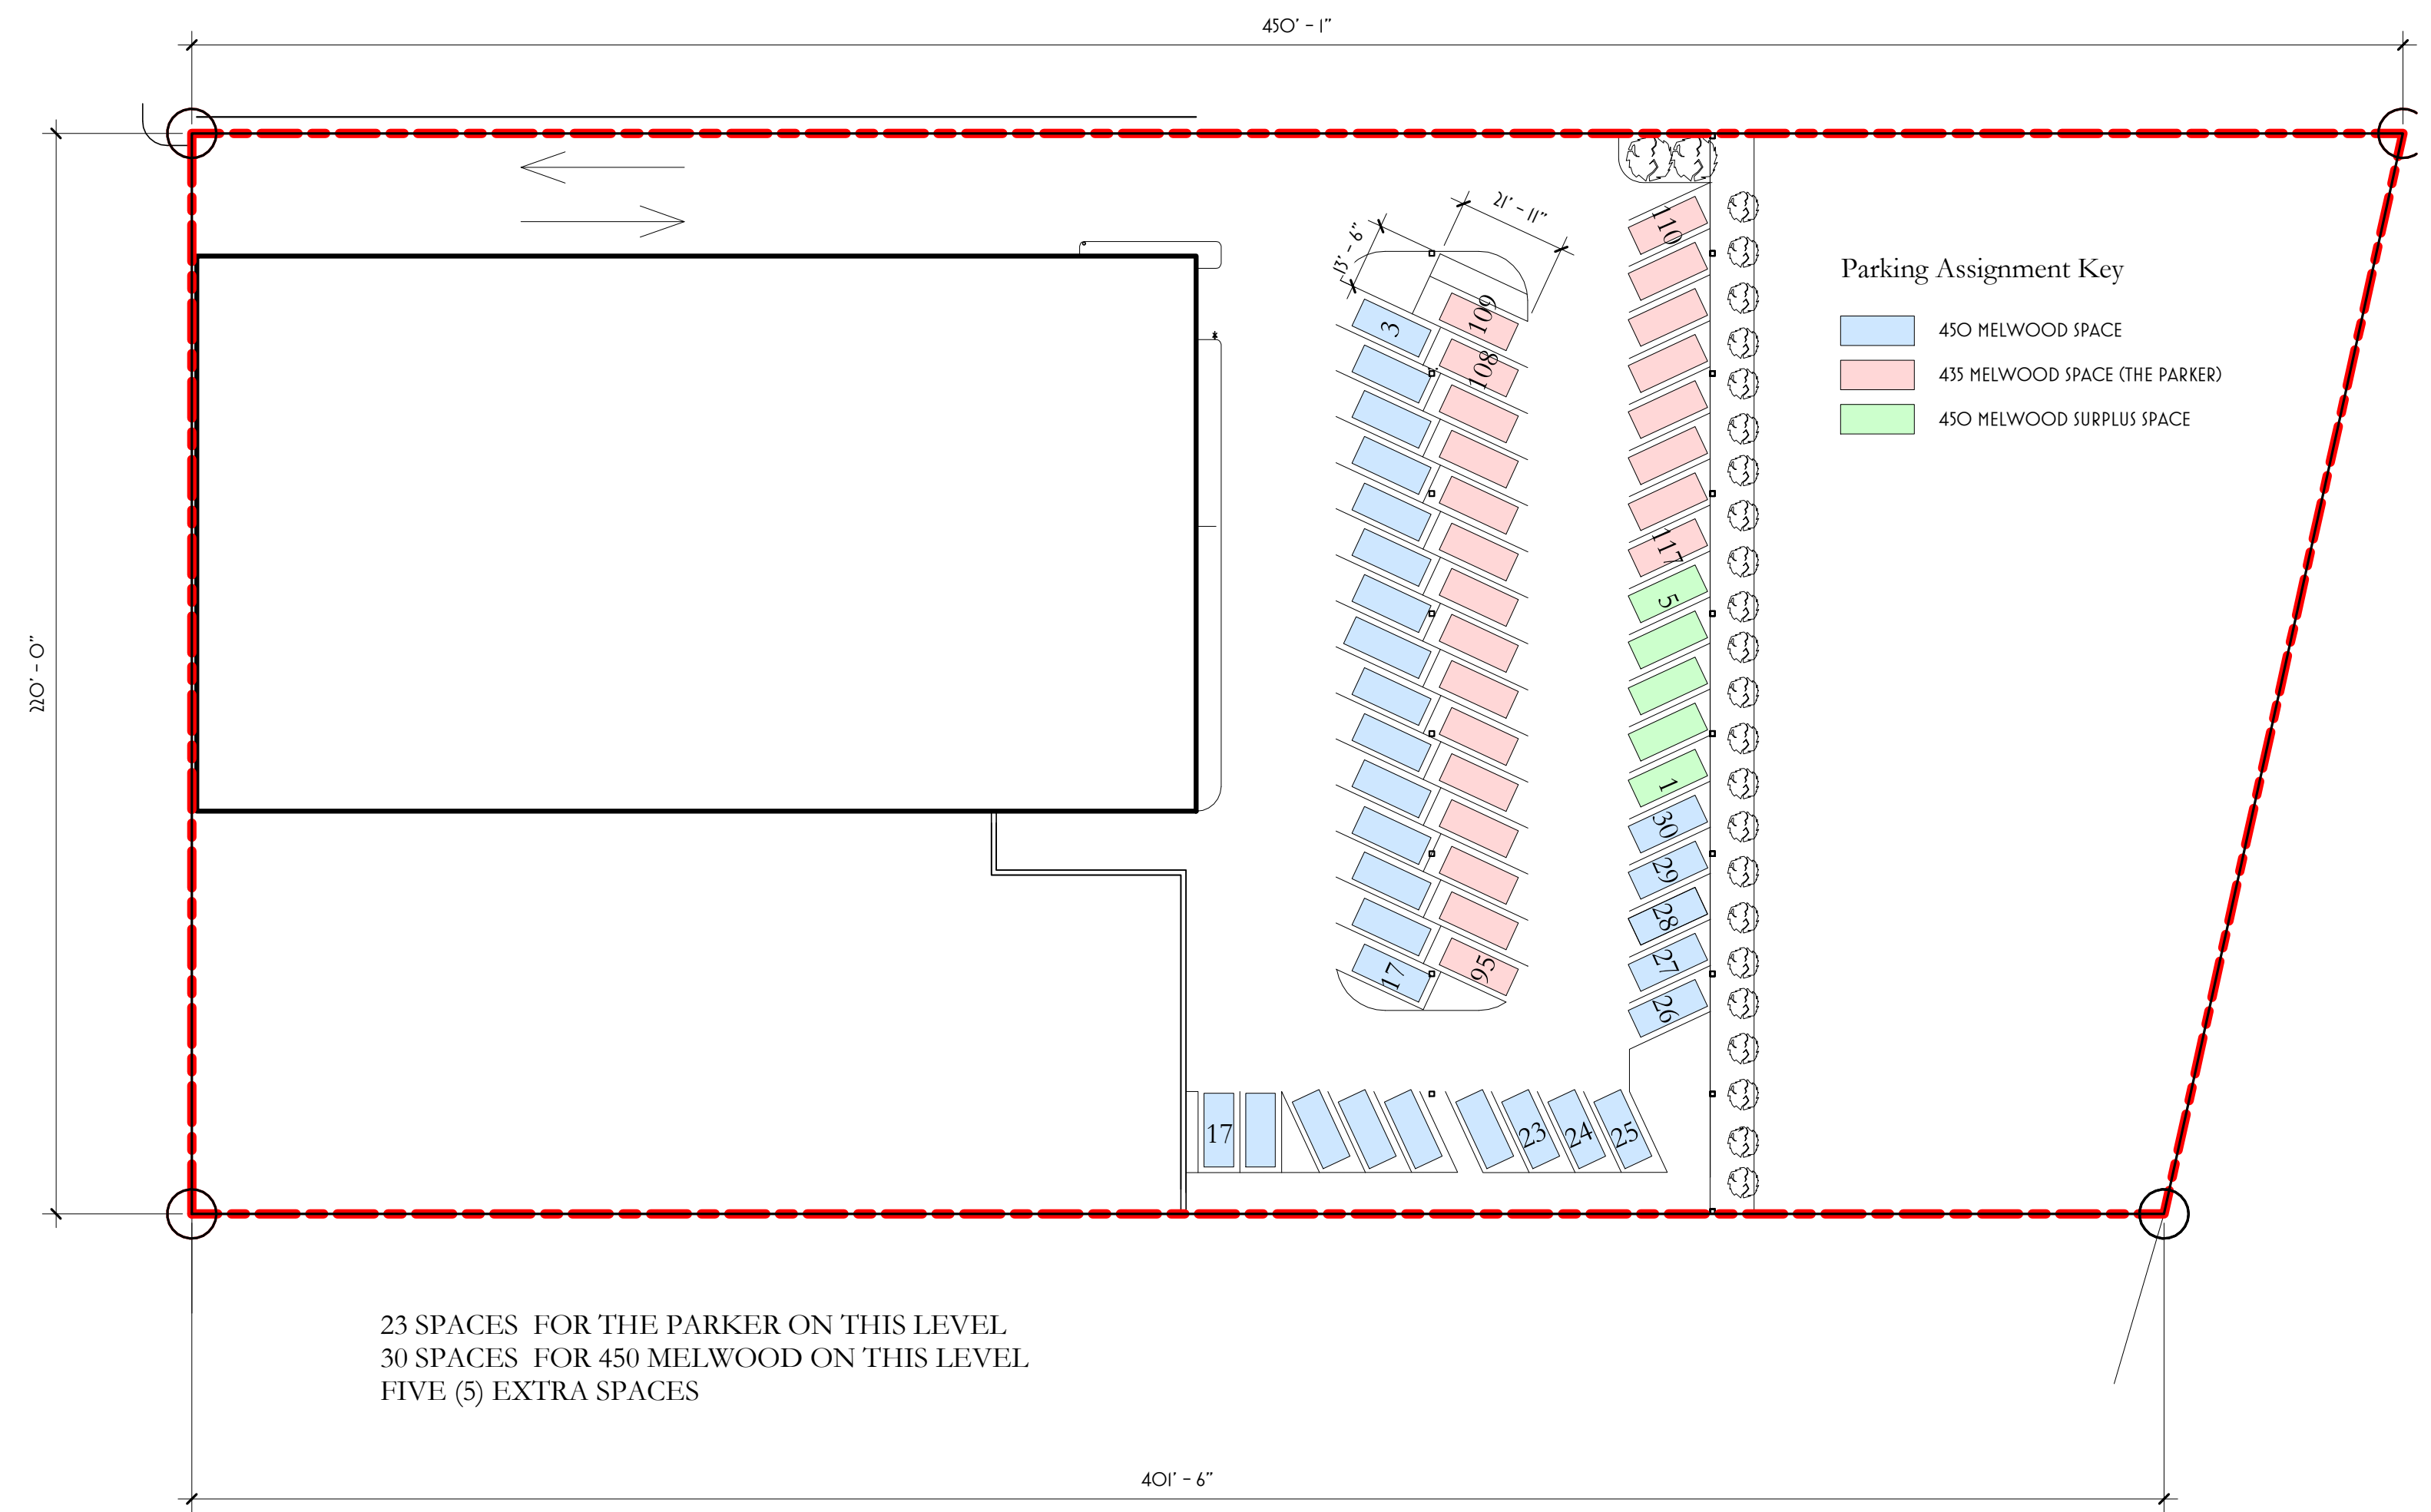 450' - 1"
21' - 11"
13' - 6"
110
Parking Assignment Key
450 MELWOOD SPACE
435 MELWOOD SPACE (THE PARKER)
450 MELWOOD SURPLUS SPACE
3
109
108
117
5
220' - 0"
1
30
29
28
27
26
17
95
17
23
24
25
23 SPACES FOR THE PARKER ON THIS LEVEL
30 SPACES FOR 450 MELWOOD ON THIS LEVEL
FIVE (5) EXTRA SPACES
401' - 6"